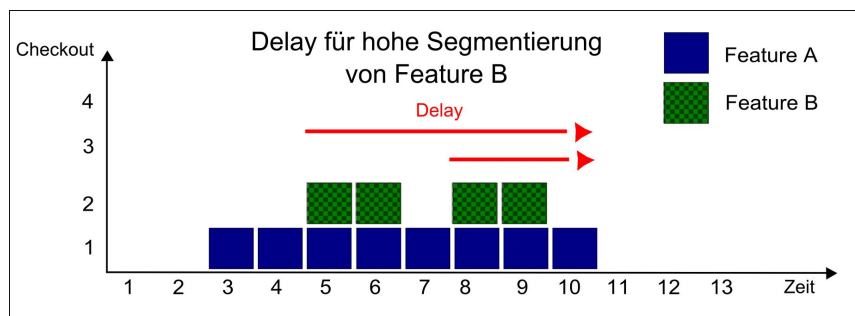 Checkout
Delay für hohe Segmentierung
von Feature B
Feature A
Feature B
Delay
4
3
2
1
1 2 3 4 5 6 7 8 9 10 11 12 13 Zeit